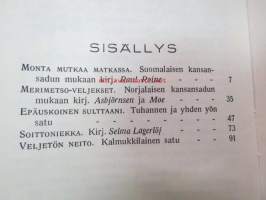 SISÄLLYS
MONTA MUTKAA MATKASSA. Suomalaisen kansan-
sadun mukaan kirj. Raul Roine - - - 7
MERIMETSO-VELJEKSET. Norjalaisen kansansadun
mukaan kirj. Asbjörnsen ja Moe - - 35
EPÄUSKOINEN SULTTAANI. Tuhannen ja yhden yön
satu - - - - - - 47
SOITTONIEKKA. Kirj. Selma Lagerlöf - - - 73
VELJETÖN NEITO. Kalmukkilainen satu - - - 91